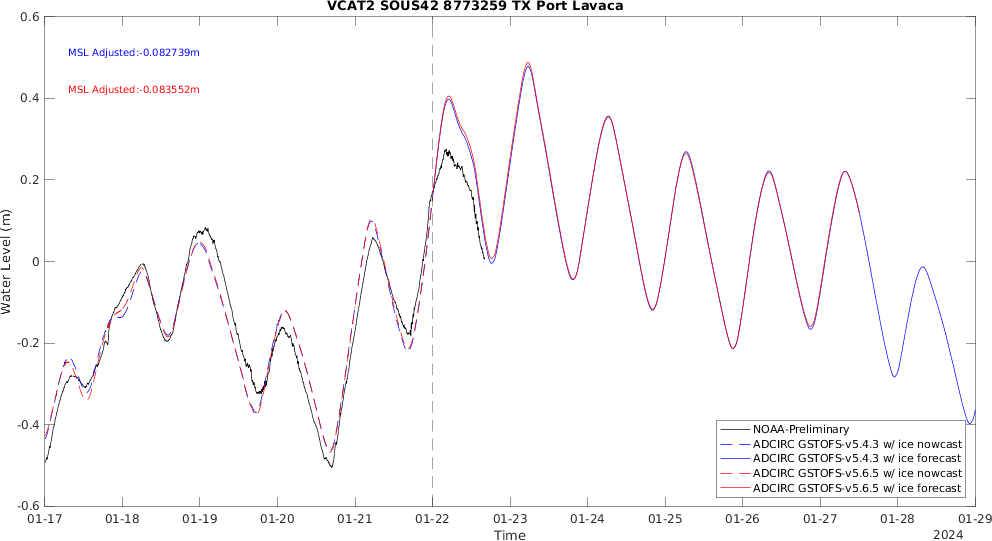 VCAT2 SOUS42 8773259 TX Port Lavaca
MSL Adjusted:-0.082739m
MSL Adjusted:-0.083552m
Water Level (m)
0.6
0.4
0.2
0
-0.2
-0.4
-0.6
NOAA-Preliminary
ADCIRC GSTOFS-v5.4.3 w/ ice nowcast
ADCIRC GSTOFS-v5.4.3 w/ ice forecast
ADCIRC GSTOFS-v5.6.5 w/ ice nowcast
ADCIRC GSTOFS-v5.6.5 w/ ice forecast
01-17 01-18 01-19 01-20 01-21 01-22 01-23 01-24 01-25 01-26 01-27 01-28 01-29
Time
2024